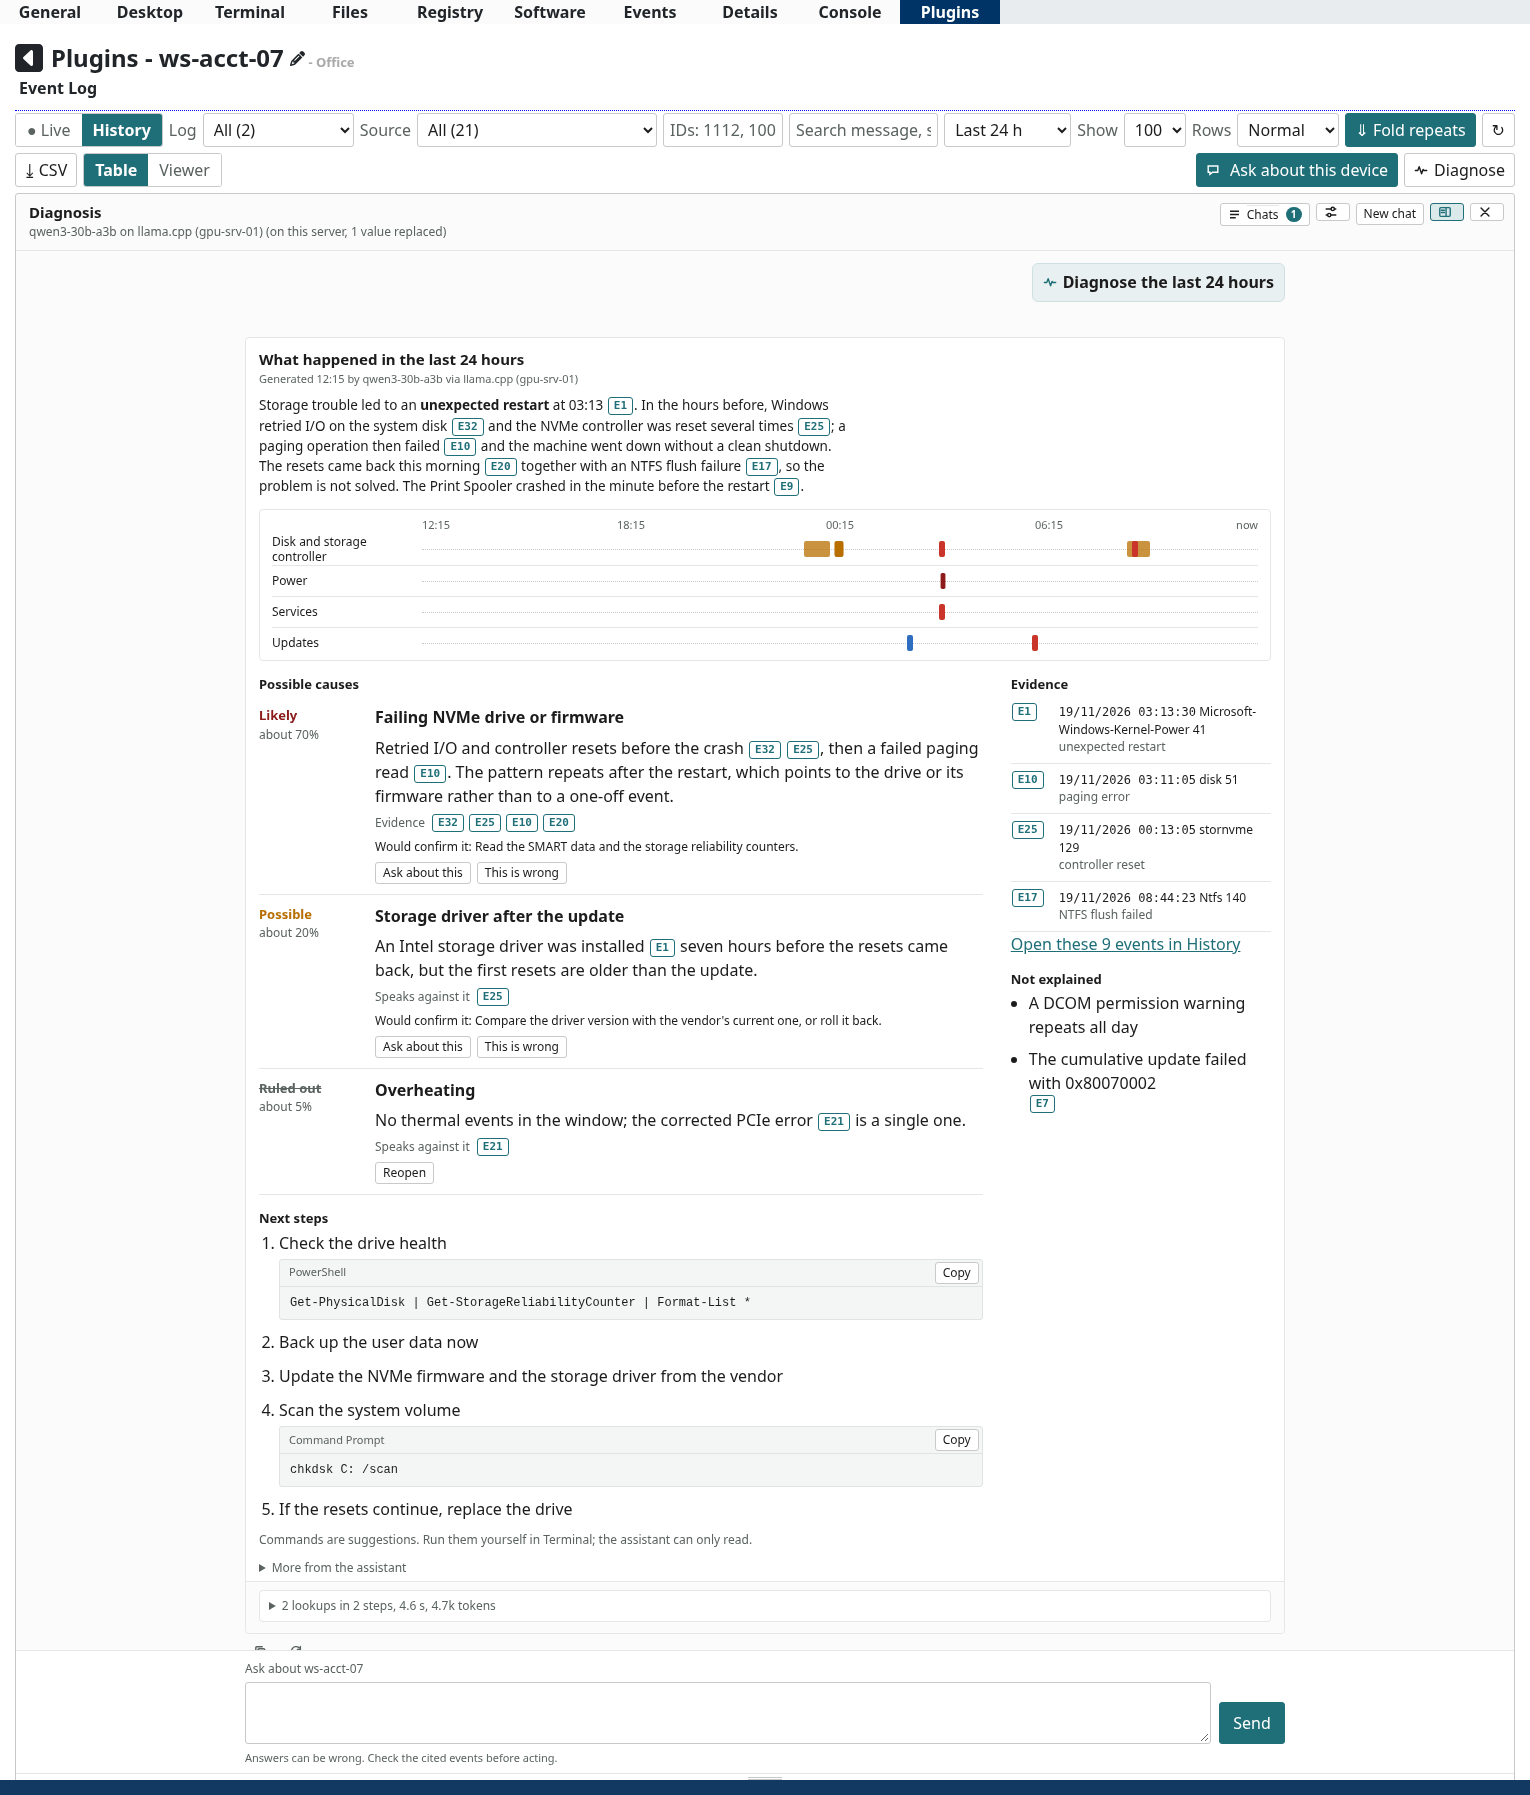 General Desktop Terminal Files Registry Software Events Details Console Plugins
Plugins - ws-acct-07 - Office
Event Log
● Live History Log All (2) Source All (21) IDs: 1112, 100 Search message, s Last 24 h Show 100 Rows Normal ⇓ Fold repeats ↻
↓ CSV Table Viewer Ask about this device Diagnose
Diagnosis
qwen3-30b-a3b on llama.cpp (gpu-srv-01) (on this server, 1 value replaced)
Chats 1 New chat
Diagnose the last 24 hours
What happened in the last 24 hours
Generated 12:15 by qwen3-30b-a3b via llama.cpp (gpu-srv-01)
Storage trouble led to an unexpected restart at 03:13 E1. In the hours before, Windows
retried I/O on the system disk E32 and the NVMe controller was reset several times E25; a
paging operation then failed E10 and the machine went down without a clean shutdown.
The resets came back this morning E20 together with an NTFS flush failure E17, so the
problem is not solved. The Print Spooler crashed in the minute before the restart E9.
12:15 18:15 00:15 06:15 now
Disk and storage
controller
Power
Services
Updates
Possible causes
Likely
about 70%
Failing NVMe drive or firmware
Retried I/O and controller resets before the crash E32 E25, then a failed paging
read E10. The pattern repeats after the restart, which points to the drive or its
firmware rather than to a one-off event.
Evidence E32 E25 E10 E20
Would confirm it: Read the SMART data and the storage reliability counters.
Ask about this This is wrong
Possible
about 20%
Storage driver after the update
An Intel storage driver was installed E1 seven hours before the resets came
back, but the first resets are older than the update.
Speaks against it E25
Would confirm it: Compare the driver version with the vendor's current one, or roll it back.
Ask about this This is wrong
Ruled out
about 5%
Overheating
No thermal events in the window; the corrected PCIe error E21 is a single one.
Speaks against it E21
Reopen
Evidence
E1 19/11/2026 03:13:30 Microsoft-
Windows-Kernel-Power 41
unexpected restart
E10 19/11/2026 03:11:05 disk 51
paging error
E25 19/11/2026 00:13:05 stornvme
129
controller reset
E17 19/11/2026 08:44:23 Ntfs 140
NTFS flush failed
Open these 9 events in History
Not explained
• A DCOM permission warning
repeats all day
• The cumulative update failed
with 0x80070002
E7
Next steps
1. Check the drive health
PowerShell Copy
Get-PhysicalDisk | Get-StorageReliabilityCounter | Format-List *
2. Back up the user data now
3. Update the NVMe firmware and the storage driver from the vendor
4. Scan the system volume
Command Prompt Copy
chkdsk C: /scan
5. If the resets continue, replace the drive
Commands are suggestions. Run them yourself in Terminal; the assistant can only read.
▶ More from the assistant
▶ 2 lookups in 2 steps, 4.6 s, 4.7k tokens
Ask about ws-acct-07
Send
Answers can be wrong. Check the cited events before acting.